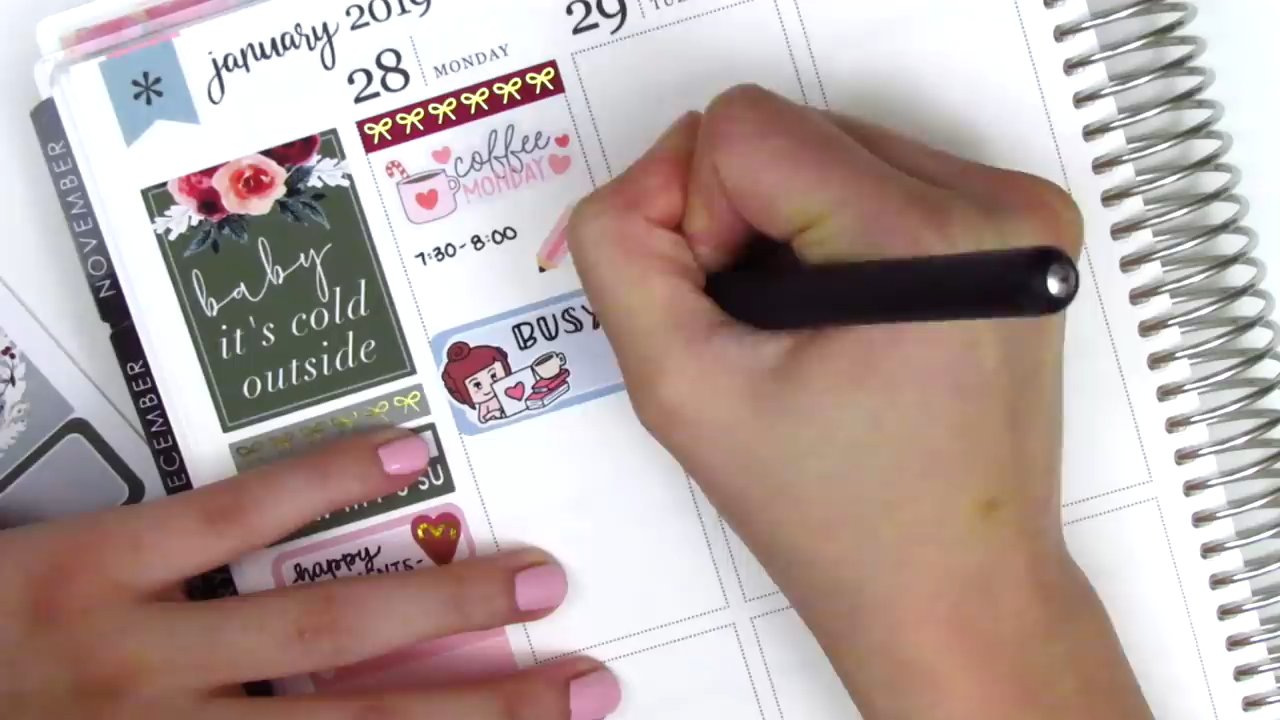 january 2019
28 MONDAY
29
coffee
MONDAY
7:30-8:00
BUSY
baby
it's cold
outside
happy
NOVEMBER
DECEMBER